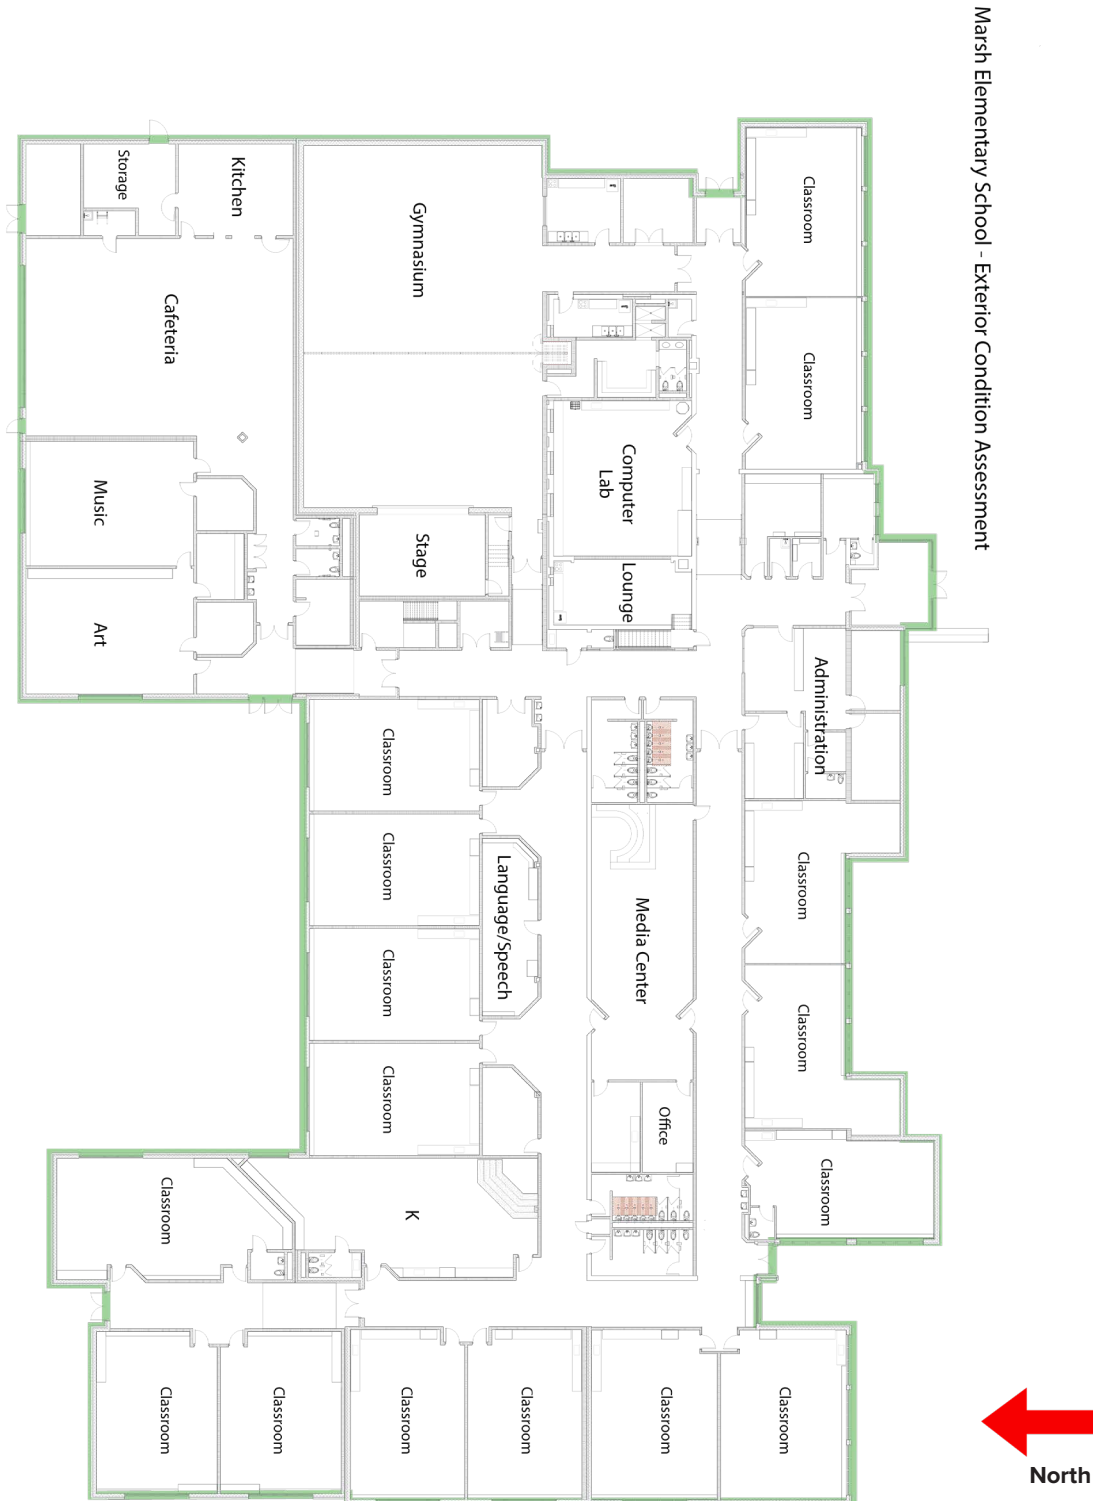 Marsh Elementary School - Exterior Condition Assessment
Storage
Kitchen
Gymnasium
Classroom
Cafeteria
Classroom
Music
Computer
Lab
Stage
Lounge
Art
Administration
Classroom
Classroom
Language/Speech
Media Center
Classroom
Classroom
Classroom
Classroom
Office
Classroom
K
Classroom
Classroom
Classroom
Classroom
Classroom
Classroom
Classroom
North